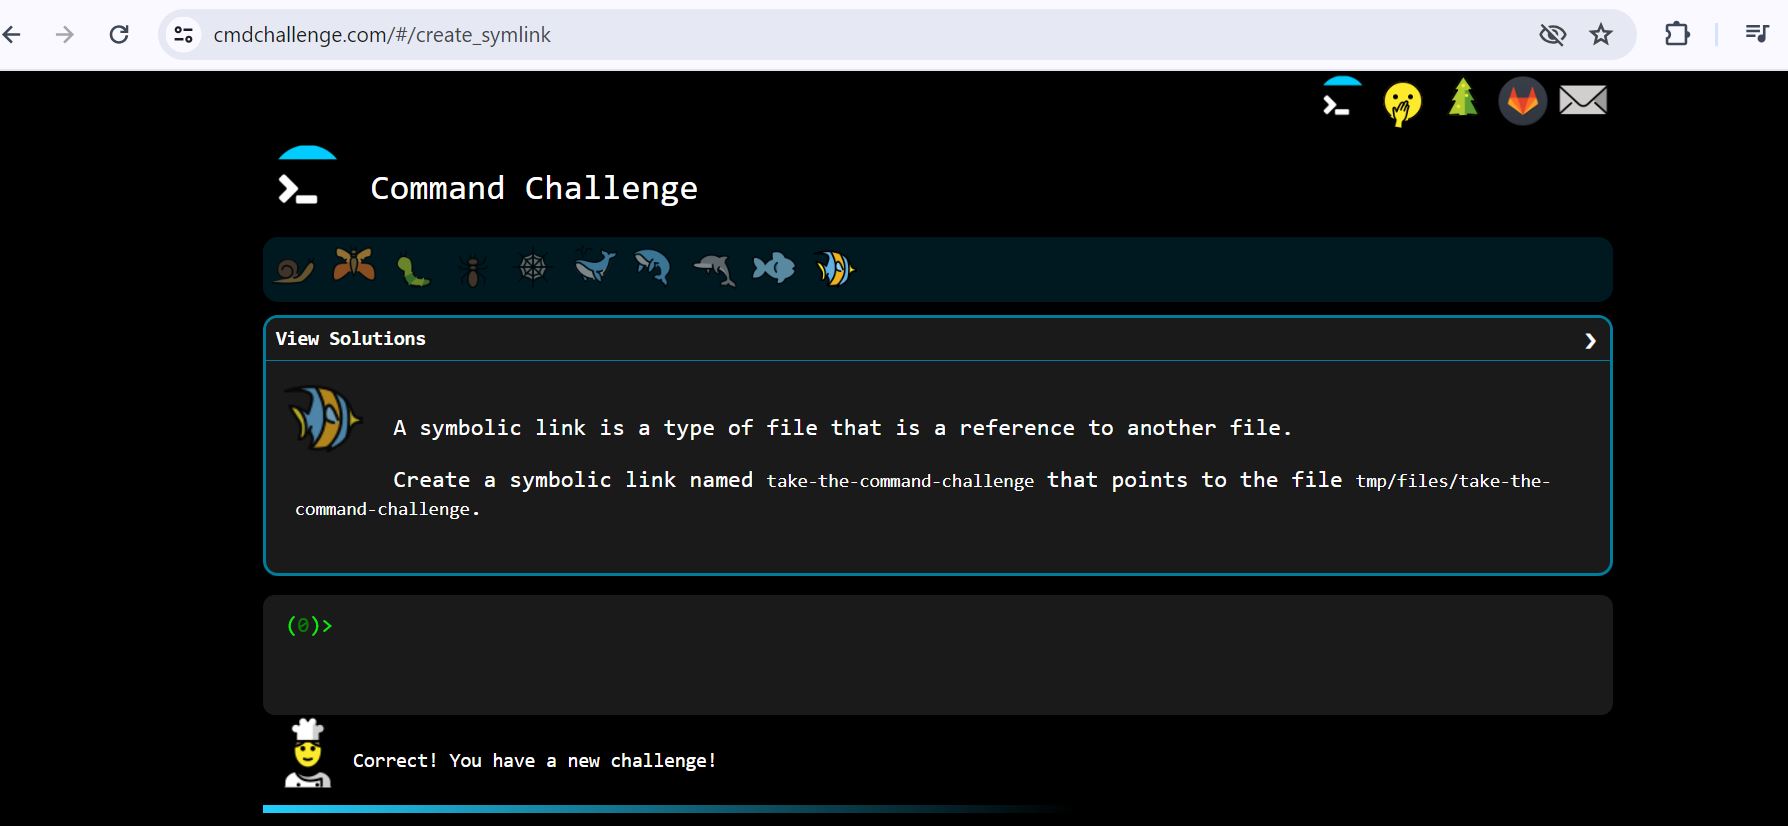 cmdchallenge.com/#/create_symlink
Command Challenge
View Solutions
A symbolic link is a type of file that is a reference to another file.
Create a symbolic link named take-the-command-challenge that points to the file tmp/files/take-the-
command-challenge.
(0)>
Correct! You have a new challenge!